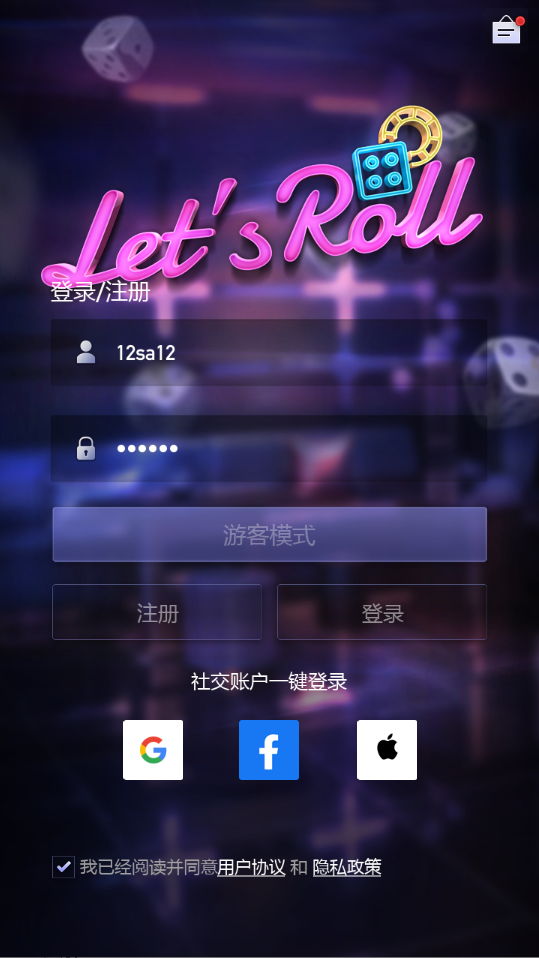 Let's Roll
登录/注册
12sa12
••••••
游客模式
注册
登录
社交账户一键登录
我已经阅读并同意用户协议 和 隐私政策